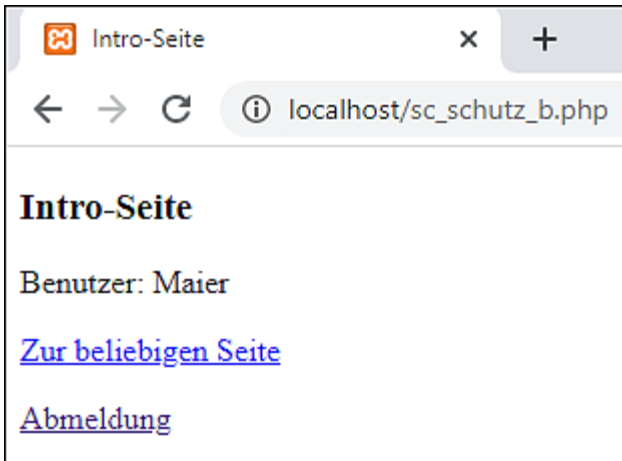 Intro-Seite
localhost/sc_schutz_b.php
Intro-Seite
Benutzer: Maier
Zur beliebigen Seite
Abmeldung